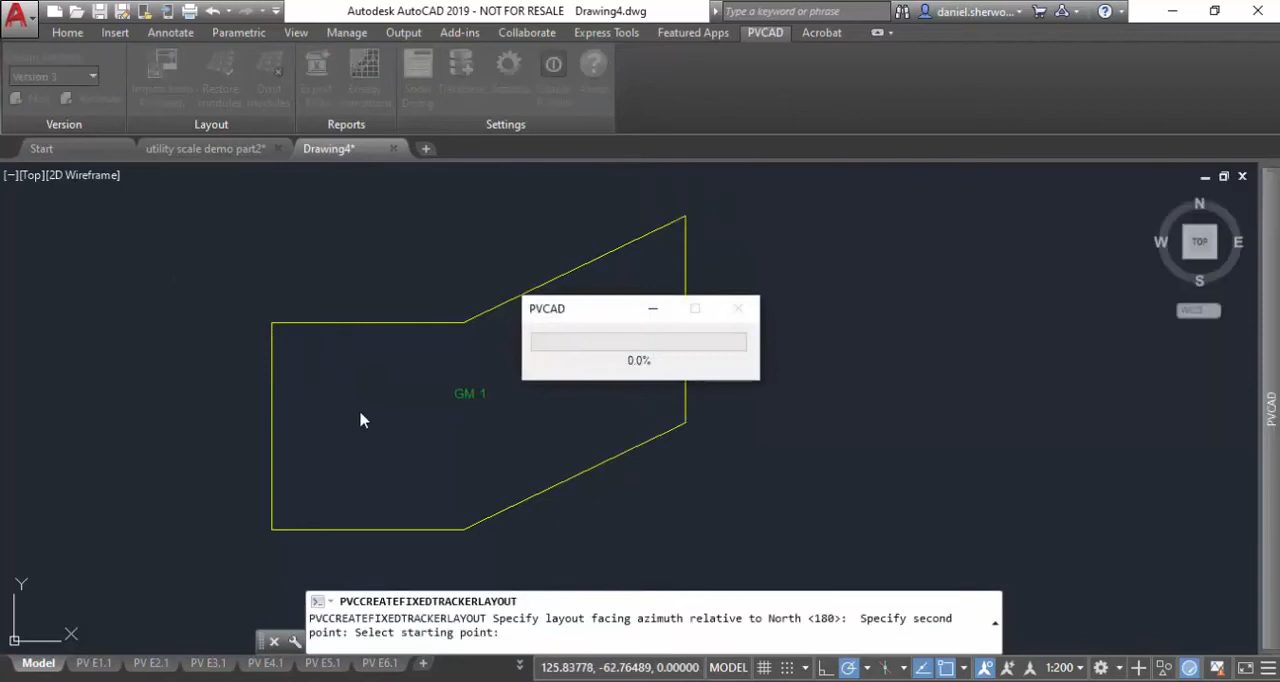 Autodesk AutoCAD 2019 - NOT FOR RESALE Drawing4.dwg
Type a keyword or phrase
daniel.sherwo...
Home Insert Annotate Parametric View Manage Output Add-ins Collaborate Express Tools Featured Apps PVCAD Acrobat
Version 3
Restore
modules
Version Layout Reports Settings
Start utility scale demo part2* Drawing4*
[−][Top][2D Wireframe]
N
W TOP E
S
PVCAD
0.0%
GM 1
PVCAD
Y
X
PVCCREATEFIXEDTRACKERLAYOUT
PVCCREATEFIXEDTRACKERLAYOUT Specify layout facing azimuth relative to North <180>: Specify second
point: Select starting point:
Model PV E1.1 PV E2.1 PV E3.1 PV E4.1 PV E5.1 PV E6.1
125.83778, -62.76489, 0.00000 MODEL 1:200